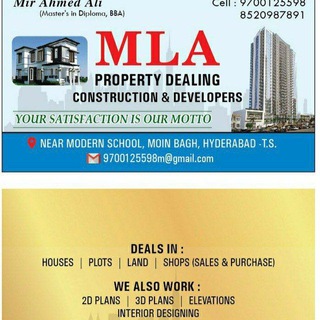 Mir Ahmed Ali
Cell : 9700125598
(Master's in Diploma, BBA)
8520987891
MLA
PROPERTY DEALING
CONSTRUCTION & DEVELOPERS
YOUR SATISFACTION IS OUR MOTTO
NEAR MODERN SCHOOL, MOIN BAGH, HYDERABAD -T.S.
9700125598m@gmail.com
DEALS IN :
HOUSES | PLOTS | LAND | SHOPS (SALES & PURCHASE)
WE ALSO WORK :
2D PLANS | 3D PLANS | ELEVATIONS
INTERIOR DESIGNING